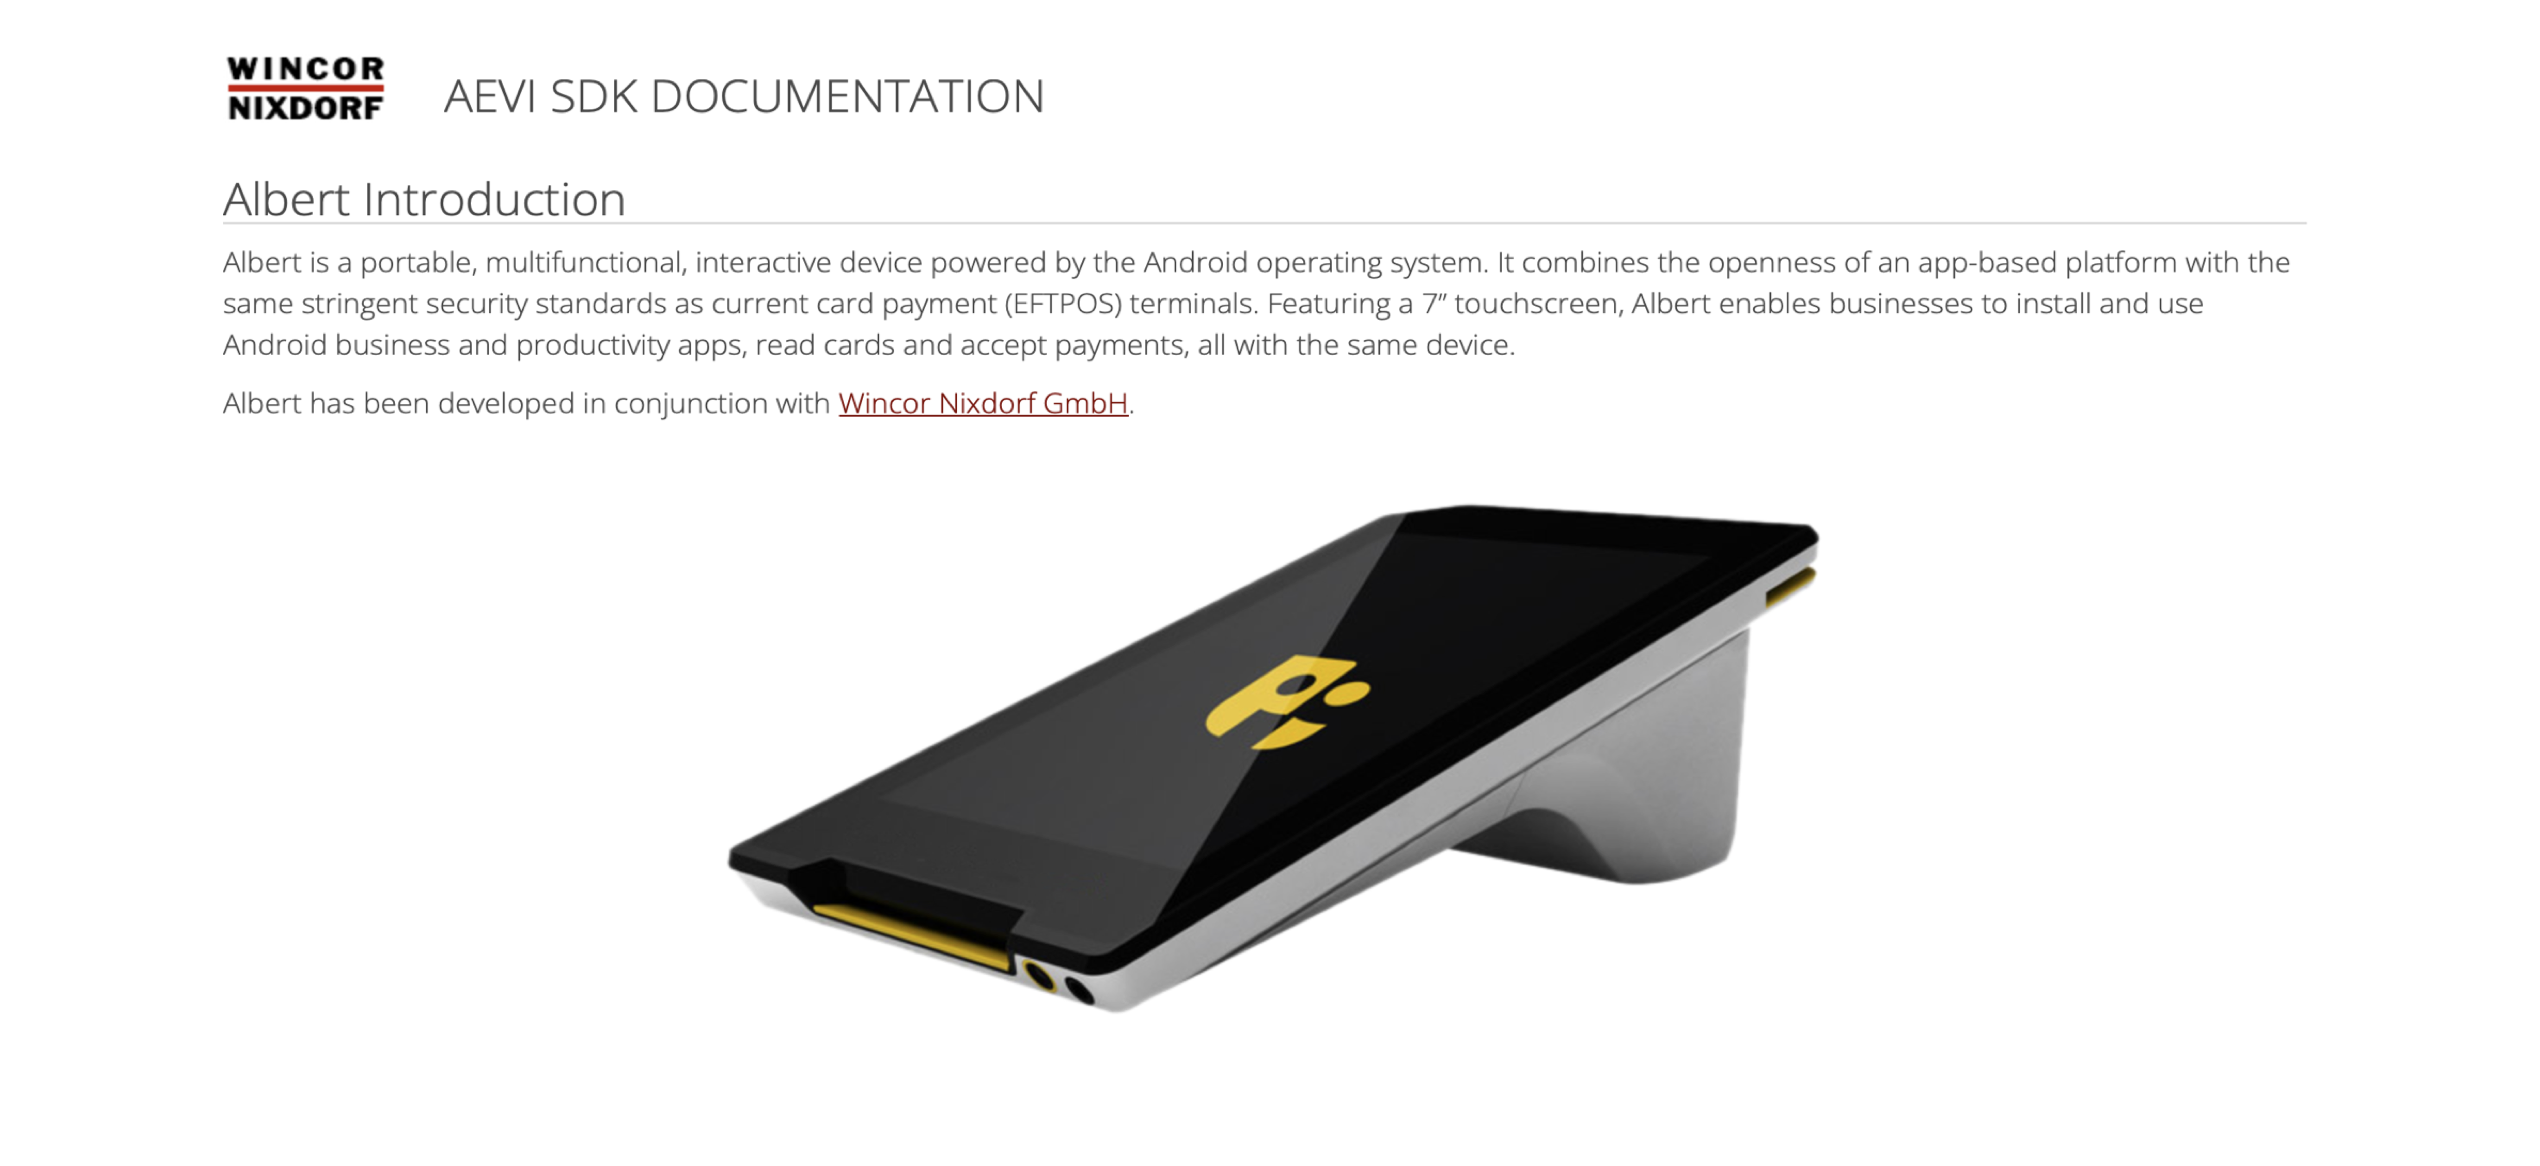 WINCOR
NIXDORF
AEVI SDK DOCUMENTATION
Albert Introduction
Albert is a portable, multifunctional, interactive device powered by the Android operating system. It combines the openness of an app-based platform with the
same stringent security standards as current card payment (EFTPOS) terminals. Featuring a 7” touchscreen, Albert enables businesses to install and use
Android business and productivity apps, read cards and accept payments, all with the same device.
Albert has been developed in conjunction with Wincor Nixdorf GmbH.
Pi